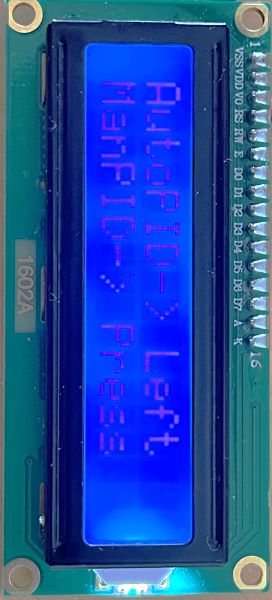 1 16
VSS VDD VO RS RW E D0 D1 D2 D3 D4 D5 D6 D7 A K
AutoPID-> Left
ManPID-> Press
1602A